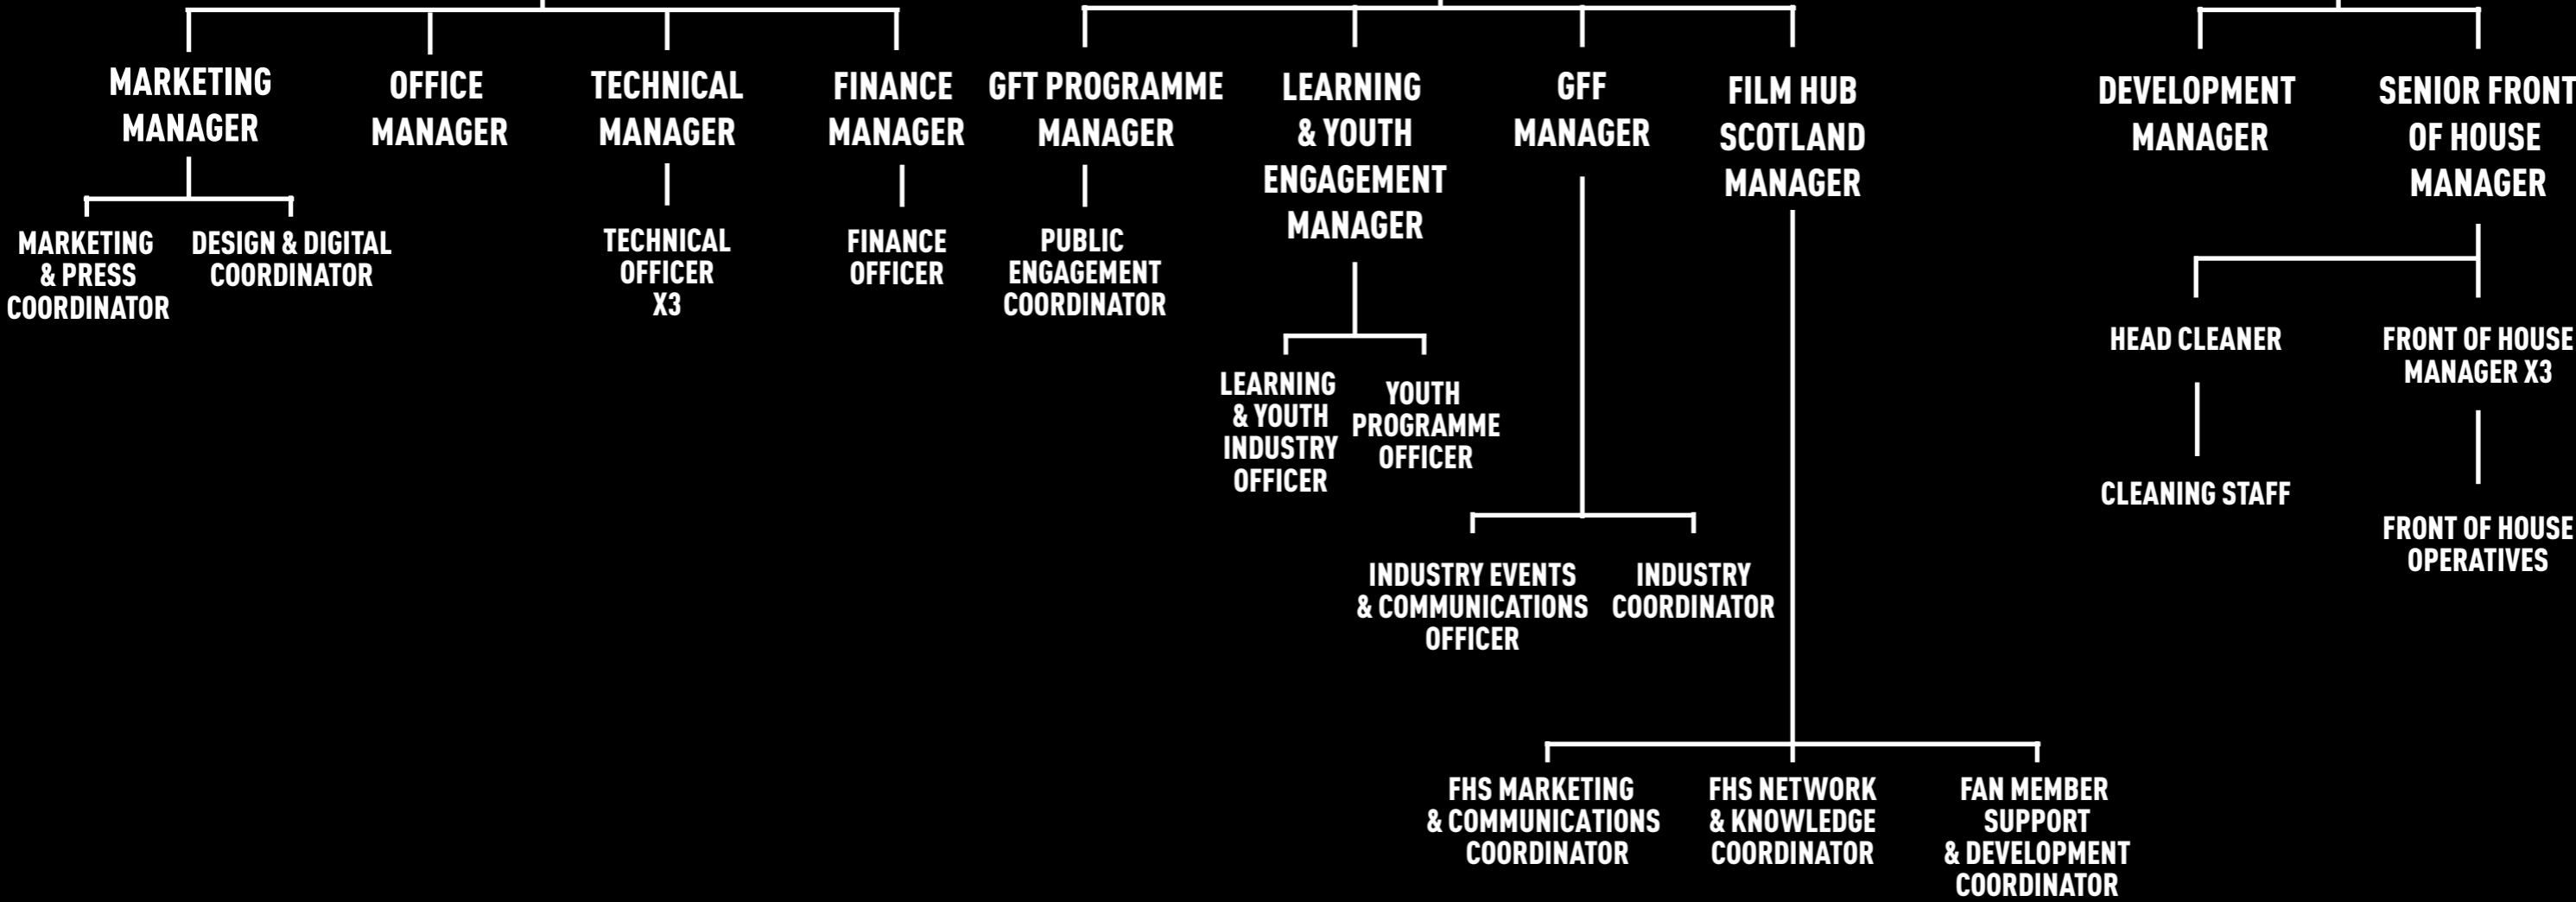 MARKETING
MANAGER
OFFICE
MANAGER
TECHNICAL
MANAGER
FINANCE
MANAGER
GFT PROGRAMME
MANAGER
LEARNING
& YOUTH
ENGAGEMENT
MANAGER
GFF
MANAGER
FILM HUB
SCOTLAND
MANAGER
DEVELOPMENT
MANAGER
SENIOR FRONT
OF HOUSE
MANAGER
MARKETING
& PRESS
COORDINATOR
DESIGN & DIGITAL
COORDINATOR
TECHNICAL
OFFICER
X3
FINANCE
OFFICER
PUBLIC
ENGAGEMENT
COORDINATOR
LEARNING
& YOUTH
INDUSTRY
OFFICER
YOUTH
PROGRAMME
OFFICER
HEAD CLEANER
FRONT OF HOUSE
MANAGER X3
CLEANING STAFF
FRONT OF HOUSE
OPERATIVES
INDUSTRY EVENTS
& COMMUNICATIONS
OFFICER
INDUSTRY
COORDINATOR
FHS MARKETING
& COMMUNICATIONS
COORDINATOR
FHS NETWORK
& KNOWLEDGE
COORDINATOR
FAN MEMBER
SUPPORT
& DEVELOPMENT
COORDINATOR